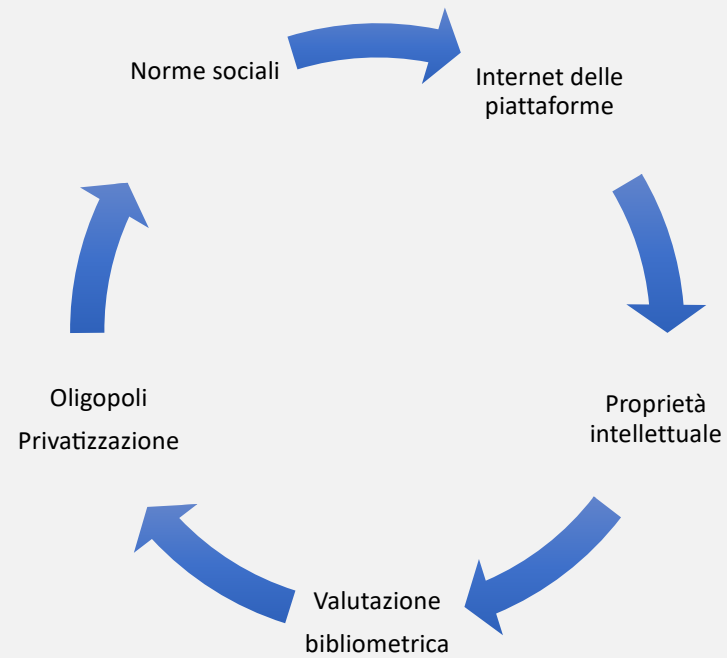 Norme sociali
Internet delle
piattaforme
Proprietà
intellettuale
Valutazione
bibliometrica
Oligopoli
Privatizzazione